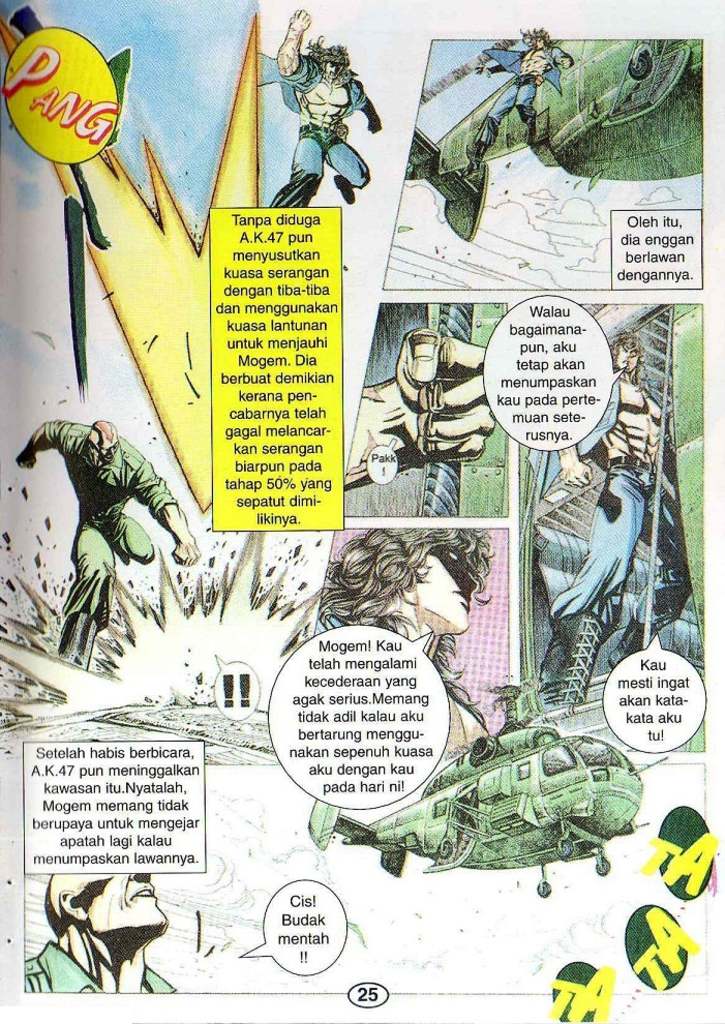 PANG
Tanpa diduga
A.K.47 pun
menyusutkan
kuasa serangan
dengan tiba-tiba
dan menggunakan
kuasa lantunan
untuk menjauhi
Mogem. Dia
berbuat demikian
kerana pen-
cabarnya telah
gagal melancar-
kan serangan
biarpun pada
tahap 50% yang
sepatut dimi-
likinya.
Oleh itu,
dia enggan
berlawan
dengannya.
Pakk
!
Walau
bagaimana-
pun, aku
tetap akan
menumpaskan
kau pada perte-
muan sete-
rusnya.
!!
Mogem! Kau
telah mengalami
kecederaan yang
agak serius.Memang
tidak adil kalau aku
bertarung menggu-
nakan sepenuh kuasa
aku dengan kau
pada hari ni!
Kau
mesti ingat
akan kata-
kata aku
tu!
Setelah habis berbicara,
A.K.47 pun meninggalkan
kawasan itu.Nyatalah,
Mogem memang tidak
berupaya untuk mengejar
apatah lagi kalau
menumpaskan lawannya.
TA
TA
TA
Cis!
Budak
mentah
!!
25